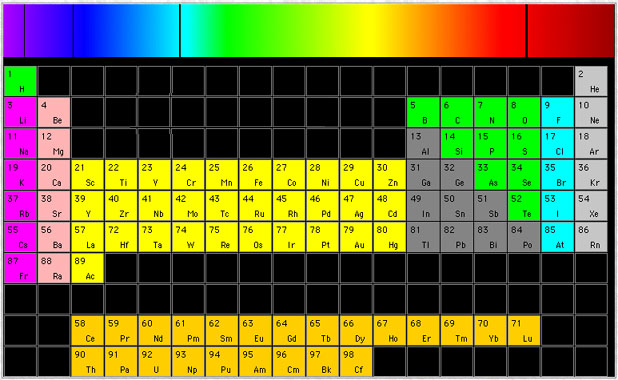 1 2
H He
3 4 5 6 7 8 9 10
Li Be B C N O F Ne
11 12 13 14 15 16 17 18
Na Mg Al Si P S Cl Ar
19 20 21 22 23 24 25 26 27 28 29 30 31 32 33 34 35 36
K Ca Sc Ti V Cr Mn Fe Co Ni Cu Zn Ga Ge As Se Br Kr
37 38 39 40 41 42 43 44 45 46 47 48 49 50 51 52 53 54
Rb Sr Y Zr Nb Mo Tc Ru Rh Pd Ag Cd In Sn Sb Te I Xe
55 56 57 72 73 74 75 76 77 78 79 80 81 82 83 84 85 86
Cs Ba La Hf Ta W Re Os Ir Pt Au Hg Tl Pb Bi Po At Rn
87 88 89
Fr Ra Ac
58 59 60 61 62 63 64 65 66 67 68 69 70 71
Ce Pr Nd Pm Sm Eu Gd Tb Dy Ho Er Tm Yb Lu
90 91 92 93 94 95 96 97 98
Th Pa U Np Pu Am Cm Bk Cf